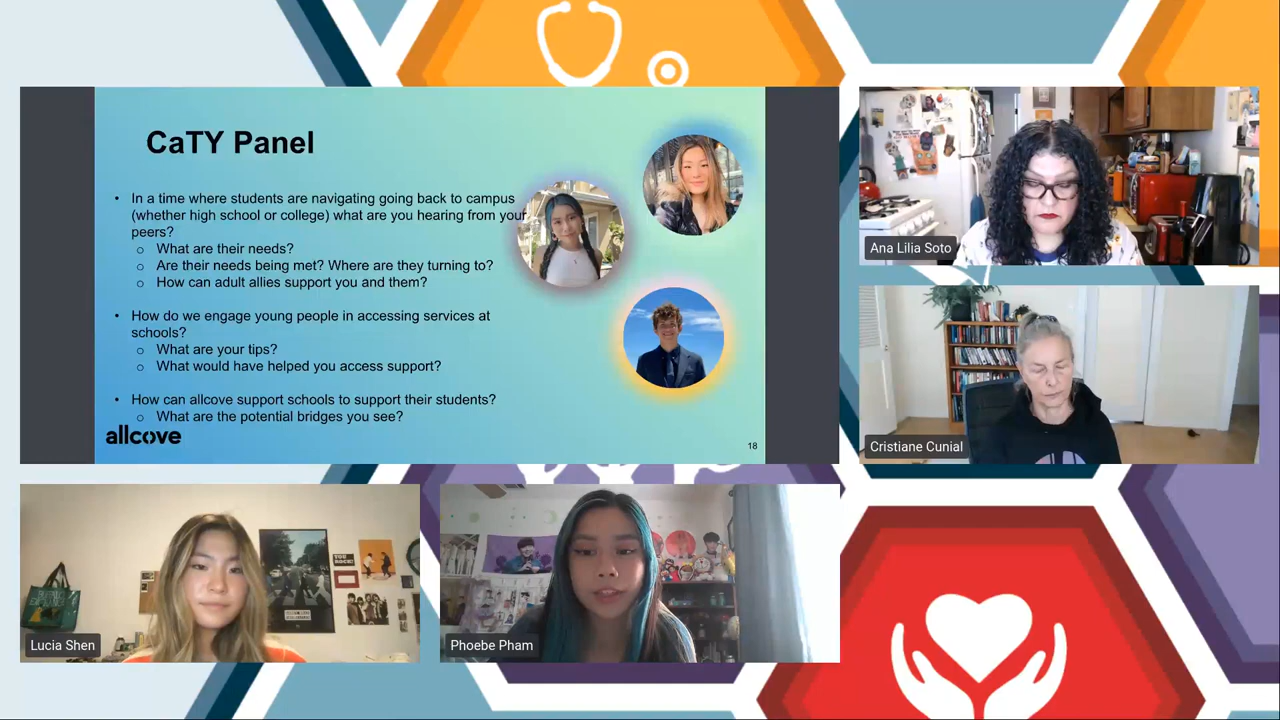 CaTY Panel
• In a time where students are navigating going back to campus
(whether high school or college) what are you hearing from your
peers?
o What are their needs?
o Are their needs being met? Where are they turning to?
o How can adult allies support you and them?
• How do we engage young people in accessing services at
schools?
o What are your tips?
o What would have helped you access support?
• How can allcove support schools to support their students?
o What are the potential bridges you see?
allcove
18
Ana Lilia Soto
Cristiane Cunial
YOU
ROCK!
Lucia Shen
Phoebe Pham